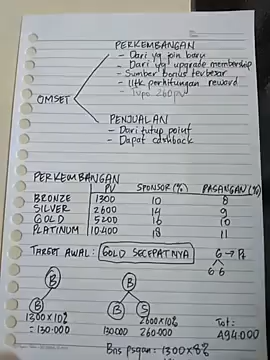 PERKEMBANGAN
- Dari yg join baru
- Dari yg upgrade membership
- Sumber bonus terbesar
- Utk perhitungan reward
- Tupo 260 pv
OMSET
PENJUALAN
- Dari tutup point
- Dapat cashback
PERKEMBANGAN
PV SPONSOR (%) PASANGAN (%)
BRONZE 1300 10 8
SILVER 2600 14 9
GOLD 5200 16 10
PLATINUM 10.400 18 11
TARGET AWAL: GOLD SECEPATNYA G → P
G G
B B
B B S
1300 x 10% 2600 x 10% Tot:
= 130.000 130.000 260.000 494.000
Bns psgan = 1300 x 8%